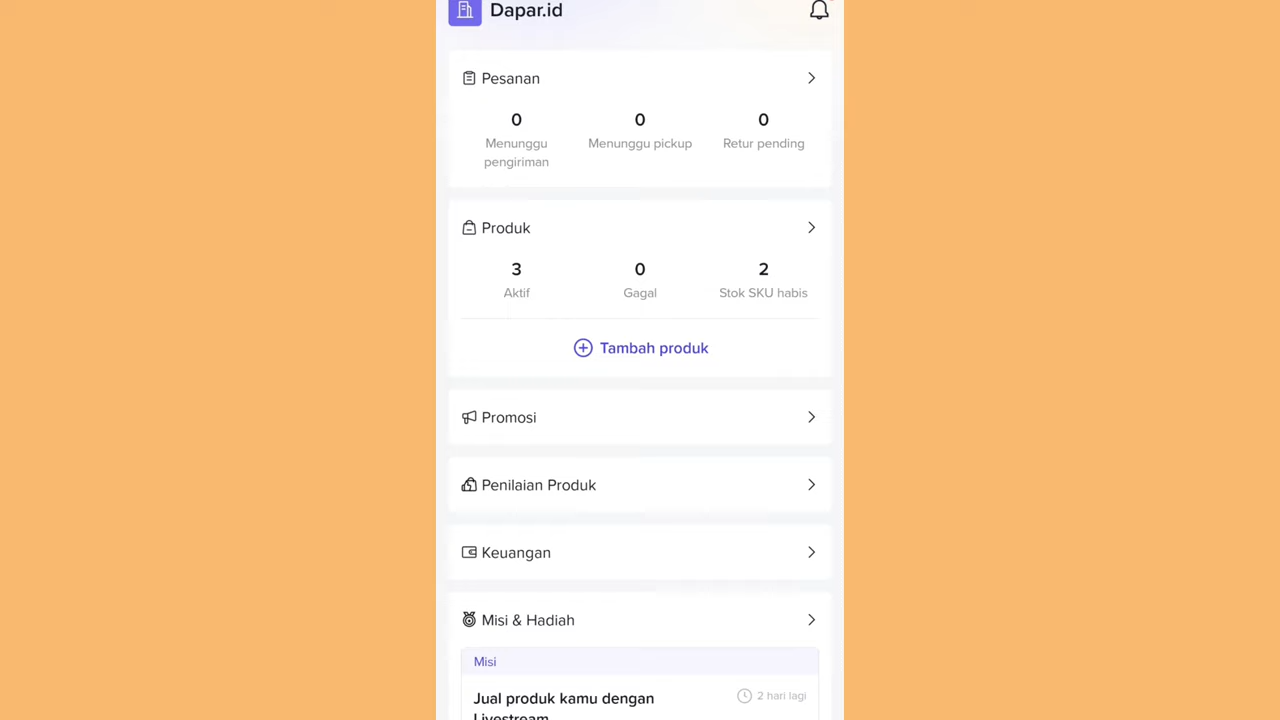 Dapar.id
Pesanan
0 0 0
Menunggu pengiriman Menunggu pickup Retur pending
Produk
3 0 2
Aktif Gagal Stok SKU habis
Tambah produk
Promosi
Penilaian Produk
Keuangan
Misi & Hadiah
Misi
Jual produk kamu dengan 2 hari lagi
Livestream